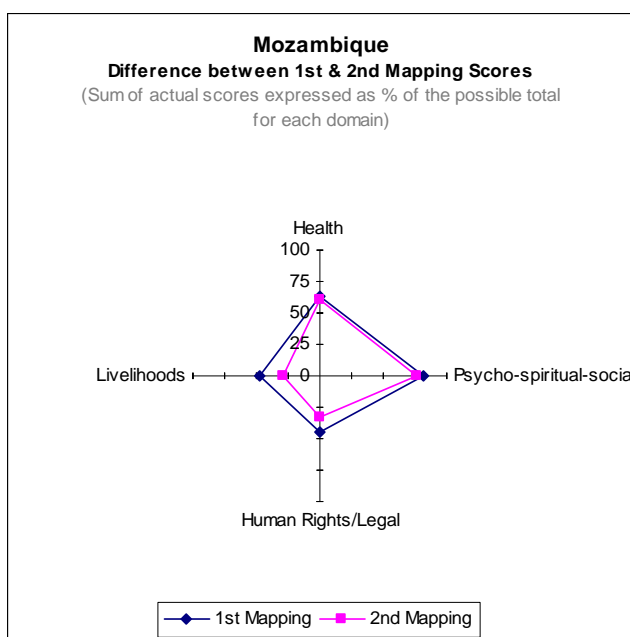 Mozambique
Difference between 1st & 2nd Mapping Scores
(Sum of actual scores expressed as % of the possible total
for each domain)
Health
100
75
50
25
0
Livelihoods
Psycho-spiritual-social
Human Rights/Legal
1st Mapping
2nd Mapping